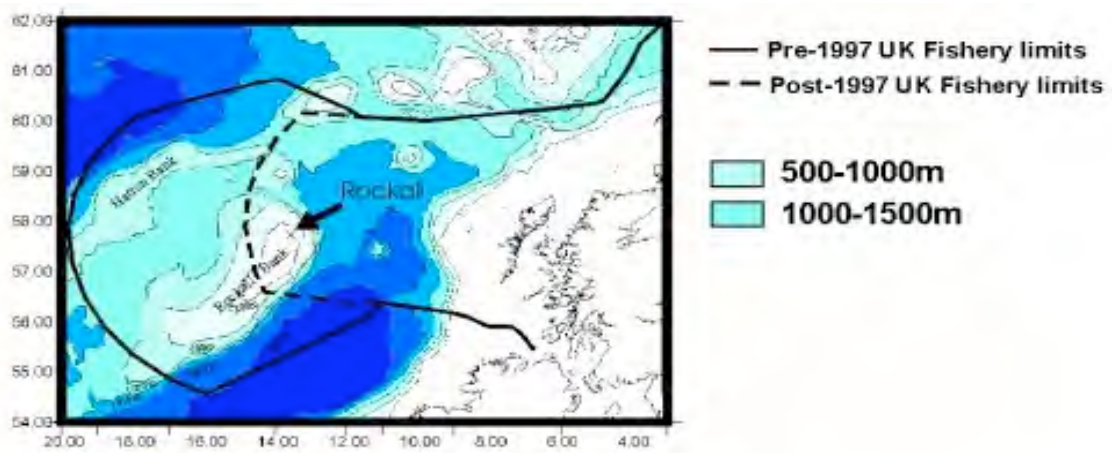 62.00
61.00
60.00
59.00
58.00
57.00
56.00
55.00
54.00
20.00 18.00 16.00 14.00 12.00 10.00 8.00 6.00 4.00
Hatton Bank
Rockall
Rockall Bank
Pre-1997 UK Fishery limits
Post-1997 UK Fishery limits
500-1000m
1000-1500m